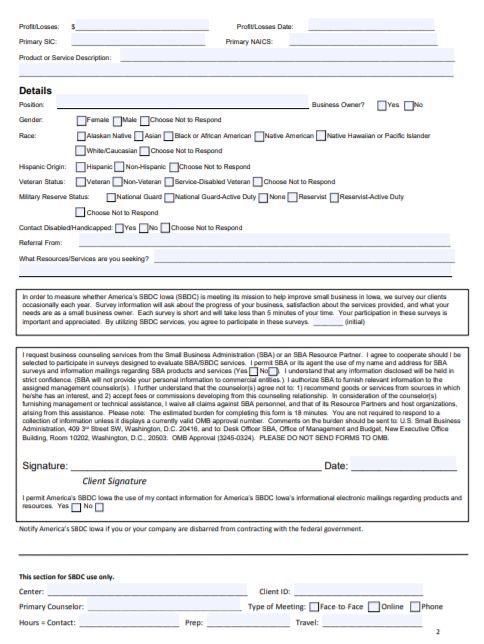 Profit/Losses: $ Profit/Losses Date:
Primary SIC: Primary NAICS:
Product or Service Description:
Details
Position: Business Owner? Yes No
Gender: Female Male Choose Not to Respond
Race: Alaskan Native Asian Black or African American Native American Native Hawaiian or Pacific Islander
White/Caucasian Choose Not to Respond
Hispanic Origin: Hispanic Non-Hispanic Choose Not to Respond
Veteran Status: Veteran Non-Veteran Service-Disabled Veteran Choose Not to Respond
Military Reserve Status: National Guard National Guard-Active Duty None Reservist Reservist-Active Duty
Choose Not to Respond
Contact Disabled/Handicapped: Yes No Choose Not to Respond
Referral From:
What Resources/Services are you seeking?
In order to measure whether America's SBDC Iowa (SBDC) is meeting its mission to help improve small business in Iowa, we survey our clients
occasionally each year. Survey information will ask about the progress of your business, satisfaction about the services provided, and what your
needs are as a small business owner. Each survey is short and will take less than 5 minutes of your time. Your participation in these surveys is
important and appreciated. By utilizing SBDC services, you agree to participate in these surveys. ________ (initial)
I request business counseling services from the Small Business Administration (SBA) or an SBA Resource Partner. I agree to cooperate should I be
selected to participate in surveys designed to evaluate SBA/SBDC services. I permit SBA or its agent the use of my name and address for SBA
surveys and information mailings regarding SBA products and services (Yes No ). I understand that any information disclosed will be held in
strict confidence. (SBA will not provide your personal information to commercial entities.) I authorize SBA to furnish relevant information to the
assigned management counselor(s). I further understand that the counselor(s) agree not to: 1) recommend goods or services from sources in which
he/she has an interest, and 2) accept fees or commissions developing from this counseling relationship. In consideration of the counselor(s)
furnishing management or technical assistance, I waive all claims against SBA personnel, and that of its Resource Partners and host organizations,
arising from this assistance. Please note: The estimated burden for completing this form is 18 minutes. You are not required to respond to a
collection of information unless it displays a currently valid OMB approval number. Comments on the burden should be sent to: U.S. Small Business
Administration, 409 3rd Street SW, Washington, D.C. 20416, and to: Desk Officer SBA, Office of Management and Budget, New Executive Office
Building, Room 10202, Washington, D.C., 20503. OMB Approval (3245-0324). PLEASE DO NOT SEND FORMS TO OMB.
Signature: Date:
Client Signature
I permit America's SBDC Iowa the use of my contact information for America's SBDC Iowa's informational electronic mailings regarding products and
resources. Yes No
Notify America's SBDC Iowa if you or your company are disbarred from contracting with the federal government.
This section for SBDC use only.
Center: Client ID:
Primary Counselor: Type of Meeting: Face-to-Face Online Phone
Hours = Contact: Prep: Travel:
2